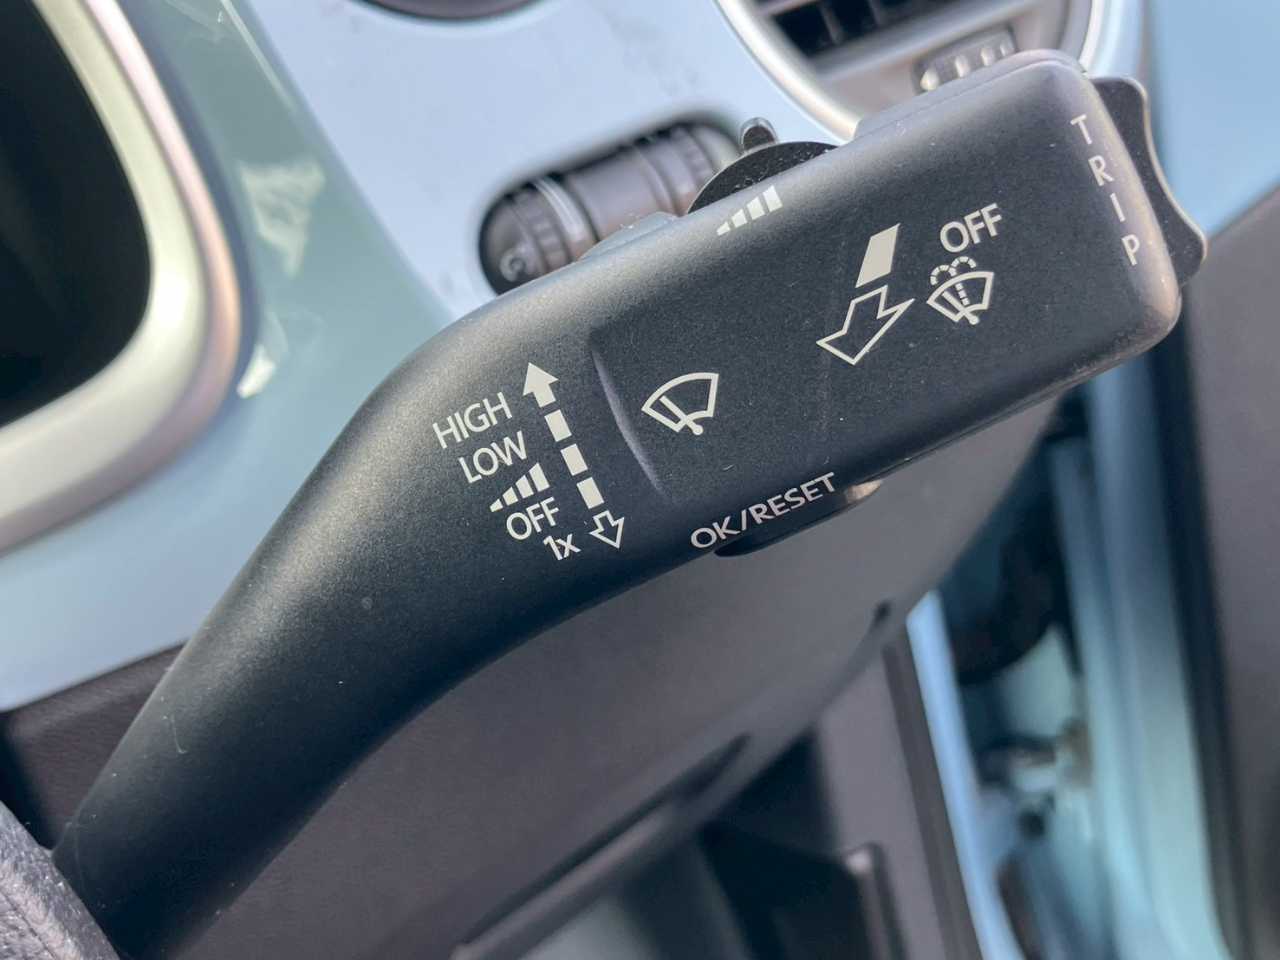 HIGH
LOW
OFF
1x
OK/RESET
OFF
TRIP